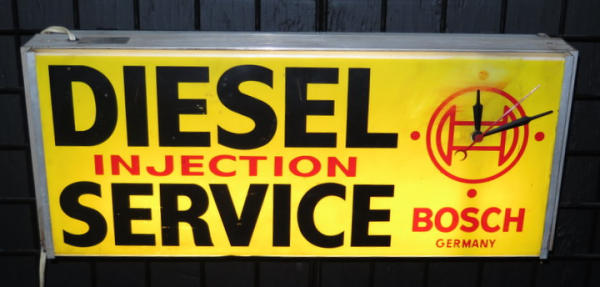 DIESEL
INJECTION
SERVICE
BOSCH
GERMANY